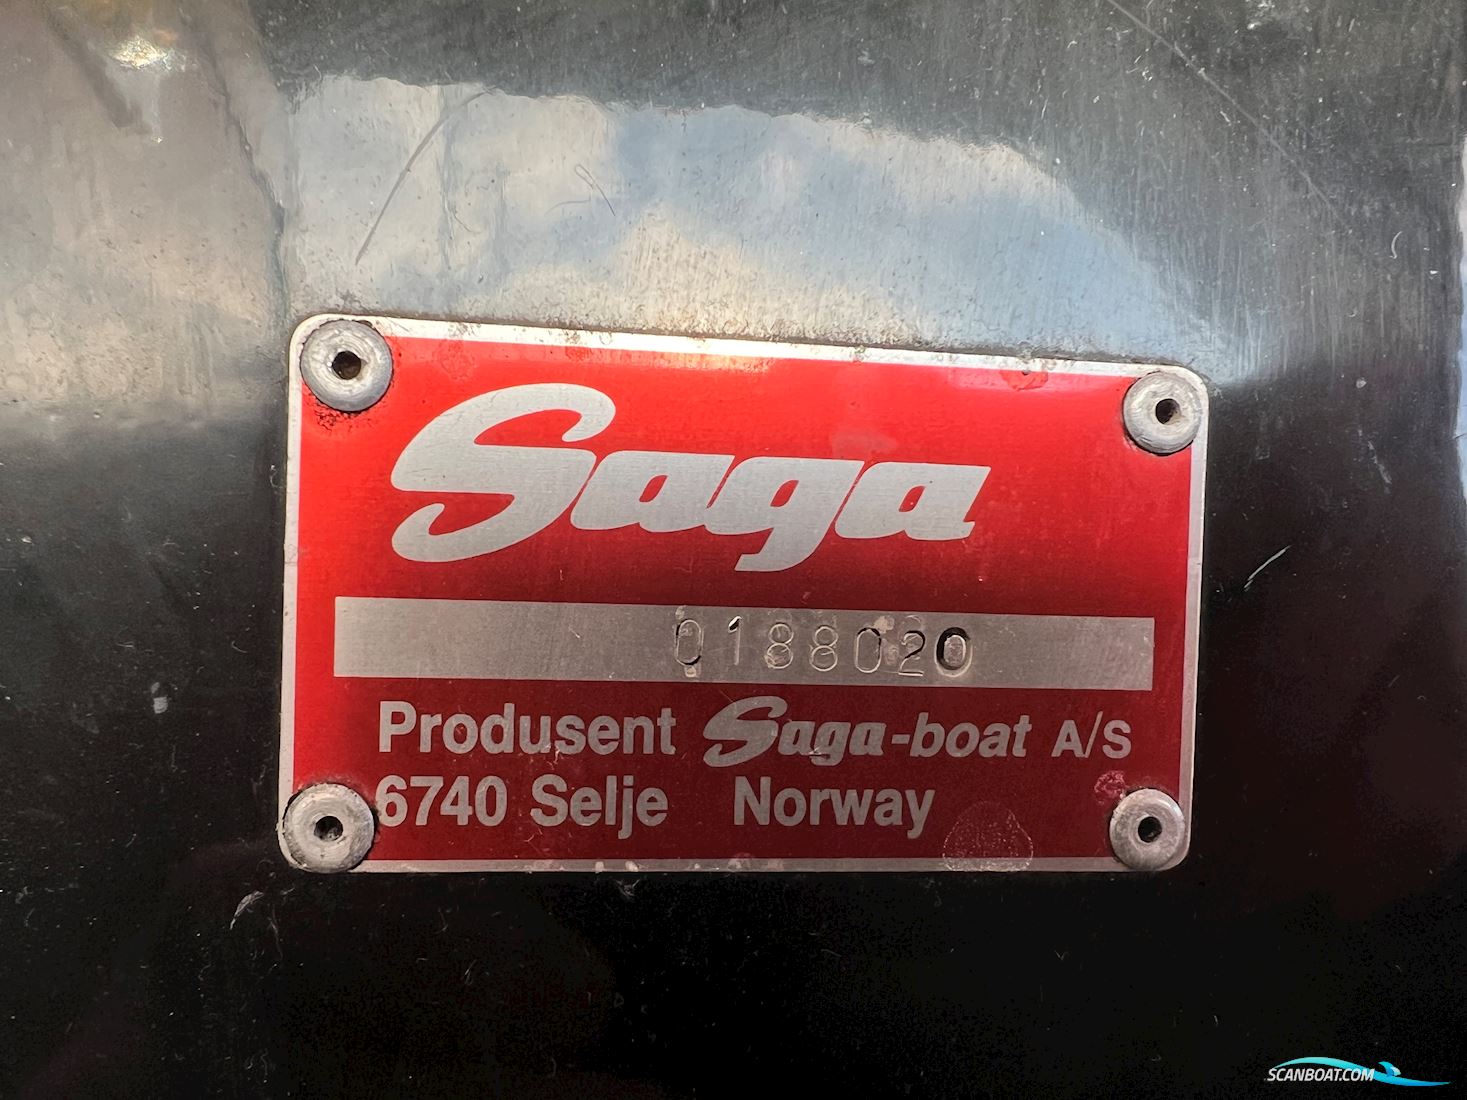 Saga
0188020
Produsent Saga-boat A/S
6740 Selje Norway
SCANBOAT.COM